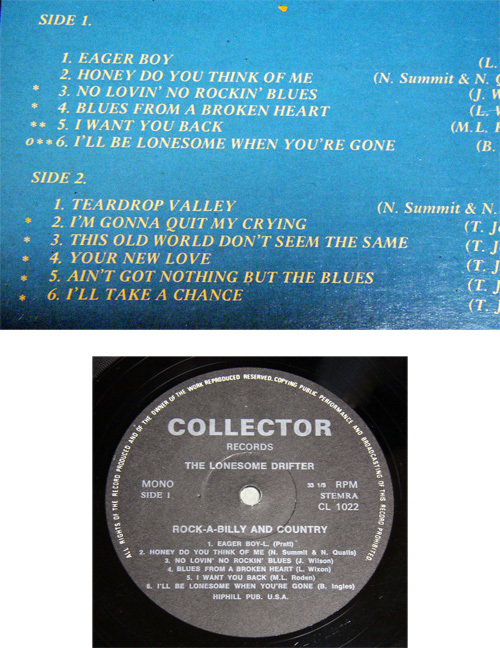 SIDE 1.
1. EAGER BOY (L.
2. HONEY DO YOU THINK OF ME (N. Summit & N. Q
* 3. NO LOVIN' NO ROCKIN' BLUES (J. W
* 4. BLUES FROM A BROKEN HEART (L. W
** 5. I WANT YOU BACK (M.L. R
o** 6. I'LL BE LONESOME WHEN YOU'RE GONE (B.
SIDE 2.
1. TEARDROP VALLEY (N. Summit & N.
* 2. I'M GONNA QUIT MY CRYING (T. J
* 3. THIS OLD WORLD DON'T SEEM THE SAME (T. J
* 4. YOUR NEW LOVE (T. J
* 5. AIN'T GOT NOTHING BUT THE BLUES (T. J
* 6. I'LL TAKE A CHANCE (T. J
ALL RIGHTS OF THE RECORD PRODUCED AND OF THE OWNER OF THE WORK REPRODUCED RESERVED. COPYING PUBLIC PERFORMANCE AND BROADCASTING OF THIS RECORD PROHIBITED
COLLECTOR
RECORDS
THE LONESOME DRIFTER
MONO 33 1/3 RPM
SIDE 1 STEMRA
CL 1022
ROCK-A-BILLY AND COUNTRY
1. EAGER BOY-L. (Pratt)
2. HONEY DO YOU THINK OF ME (N. Summit & N. Qualls)
3. NO LOVIN' NO ROCKIN' BLUES (J. Wilson)
4. BLUES FROM A BROKEN HEART (L. Wixon)
5. I WANT YOU BACK (M.L. Roden)
6. I'LL BE LONESOME WHEN YOU'RE GONE (B. Ingles)
HIPHILL PUB. U.S.A.